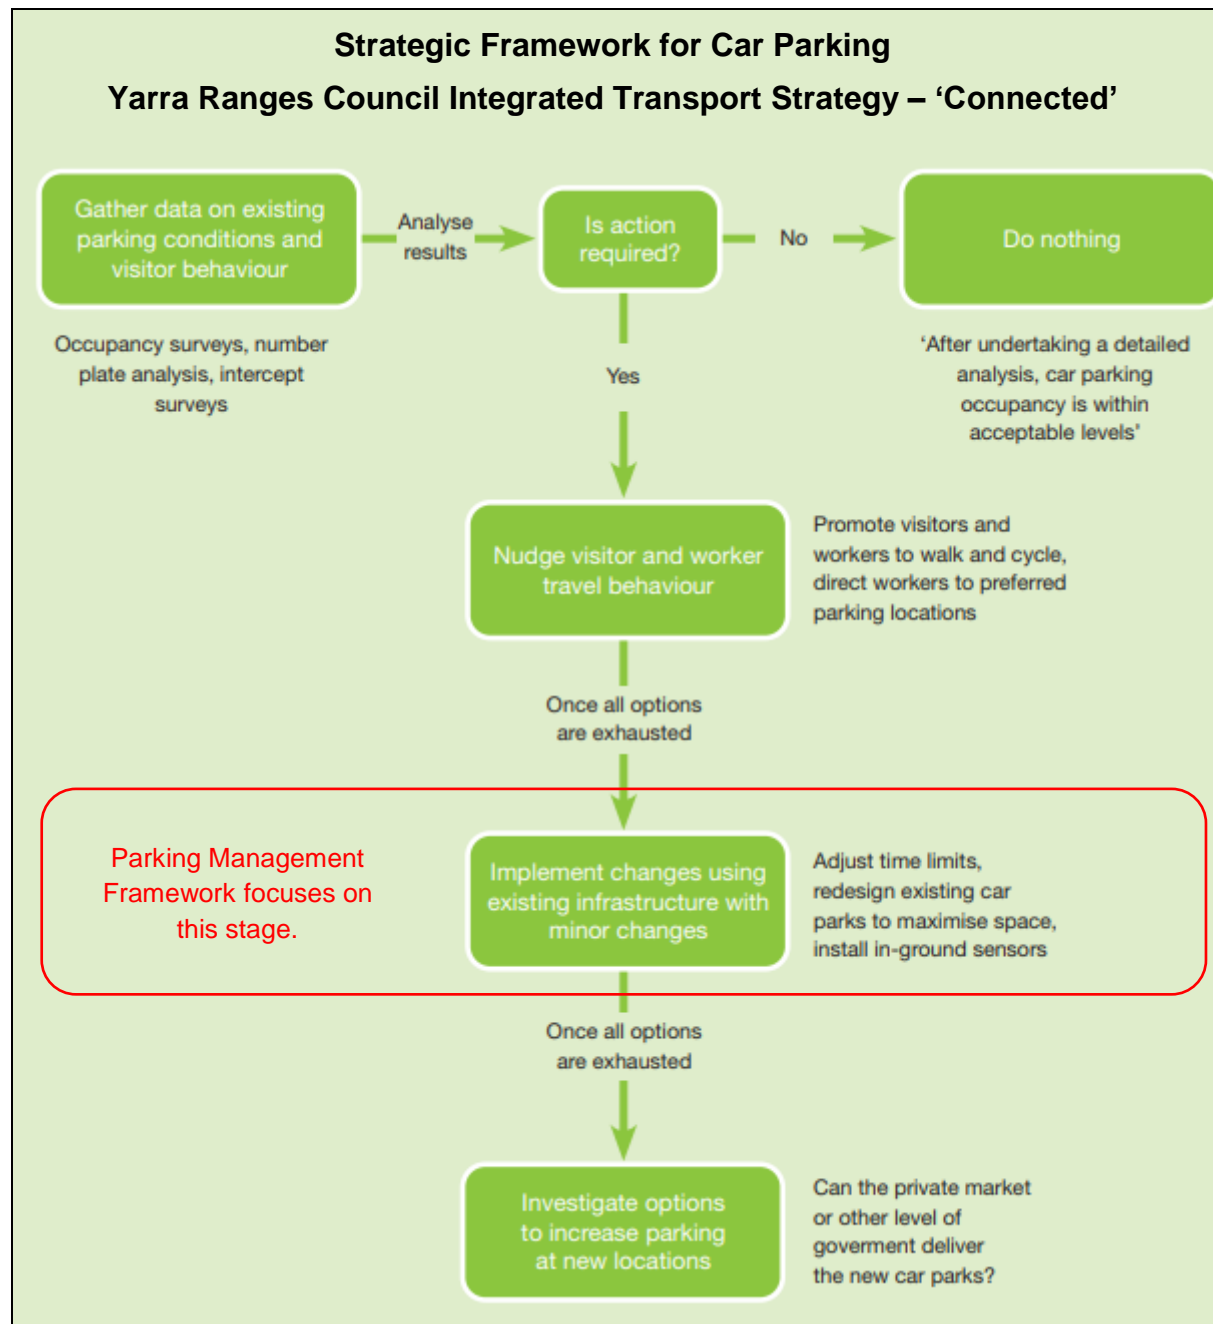 Strategic Framework for Car Parking
Yarra Ranges Council Integrated Transport Strategy – ‘Connected’
Gather data on existing
parking conditions and
visitor behaviour
Analyse
results
Is action
required?
No
Do nothing
Occupancy surveys, number
plate analysis, intercept
surveys
Yes
‘After undertaking a detailed
analysis, car parking
occupancy is within
acceptable levels’
Nudge visitor and worker
travel behaviour
Promote visitors and
workers to walk and cycle,
direct workers to preferred
parking locations
Once all options
are exhausted
Parking Management
Framework focuses on
this stage.
Implement changes using
existing infrastructure with
minor changes
Adjust time limits,
redesign existing car
parks to maximise space,
install in-ground sensors
Once all options
are exhausted
Investigate options
to increase parking
at new locations
Can the private market
or other level of
goverment deliver
the new car parks?